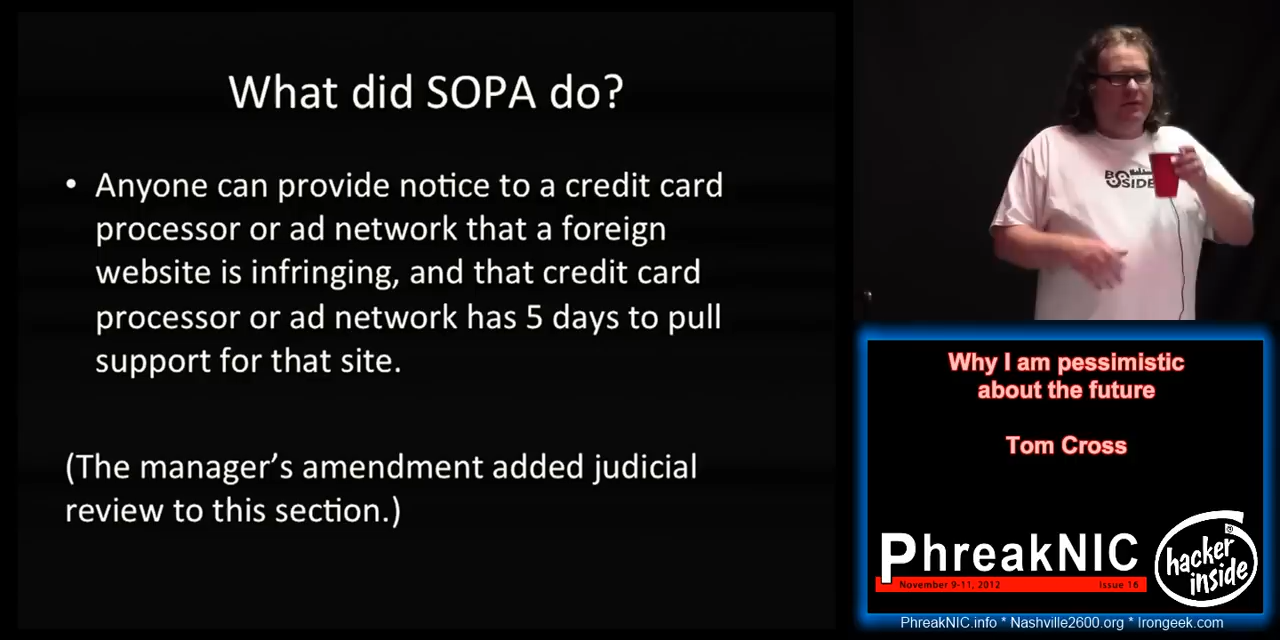 What did SOPA do?
• Anyone can provide notice to a credit card
processor or ad network that a foreign
website is infringing, and that credit card
processor or ad network has 5 days to pull
support for that site.
(The manager's amendment added judicial
review to this section.)
B SIDE
Why I am pessimistic
about the future
Tom Cross
PhreakNIC
November 9-11, 2012 Issue 16
hacker
inside
PhreakNIC.info * Nashville2600.org * Irongeek.com